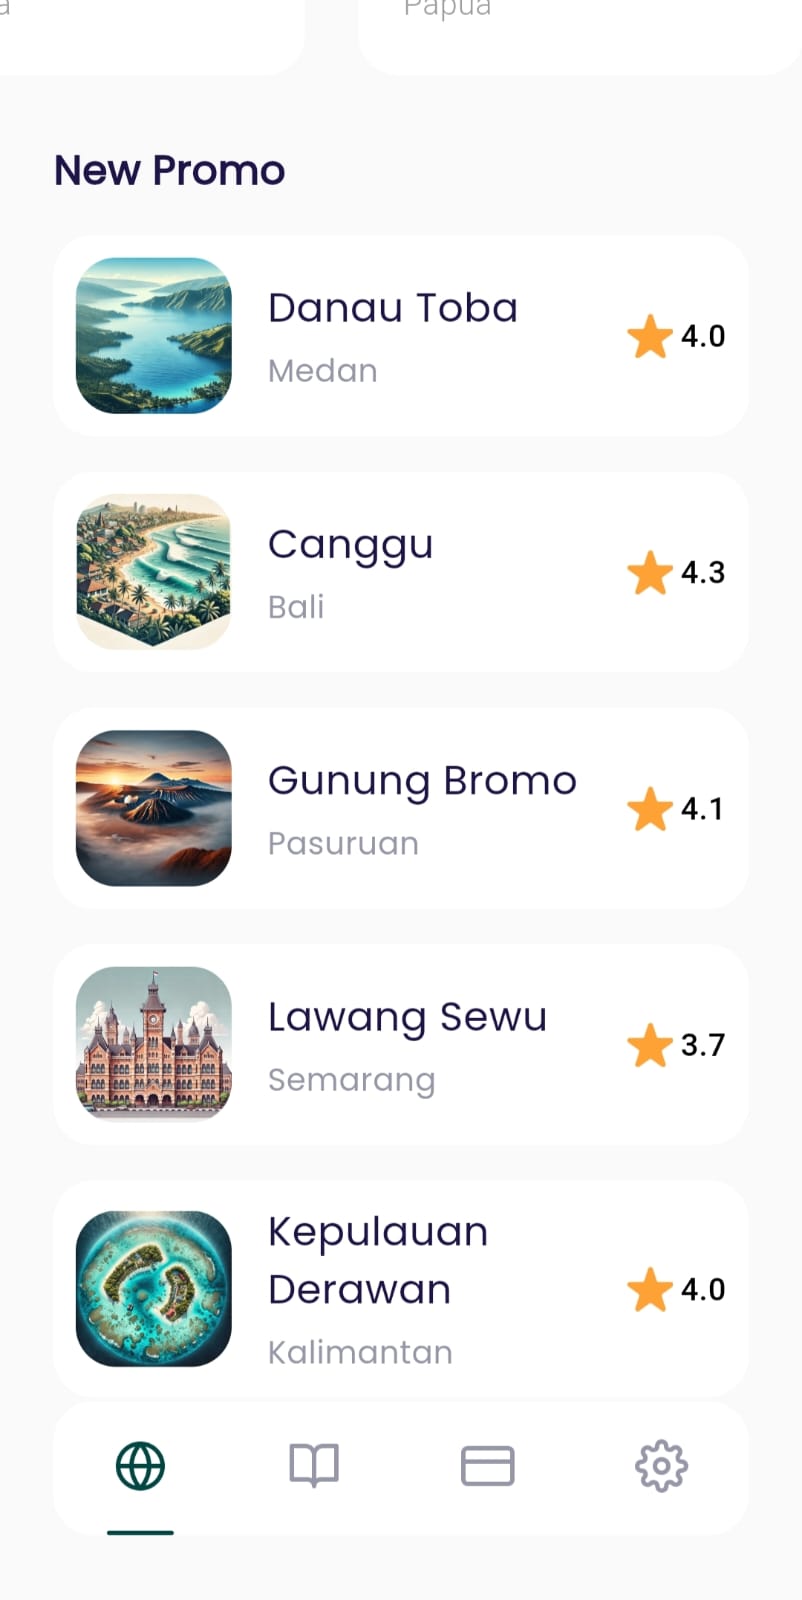 Papua
New Promo
Danau Toba
Medan
4.0
Canggu
Bali
4.3
Gunung Bromo
Pasuruan
4.1
Lawang Sewu
Semarang
3.7
Kepulauan
Derawan
Kalimantan
4.0